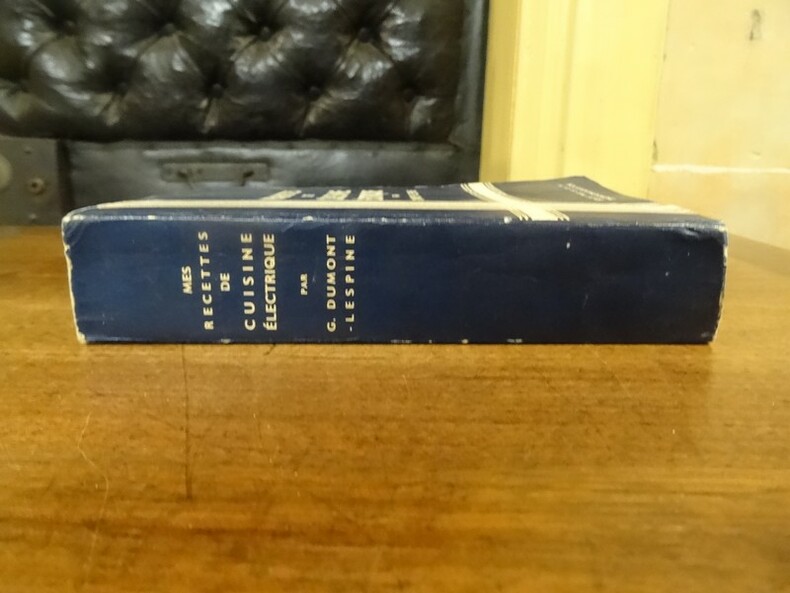 MES
RECETTES
DE
CUISINE
ÉLECTRIQUE
PAR
G. DUMONT
-LESPINE